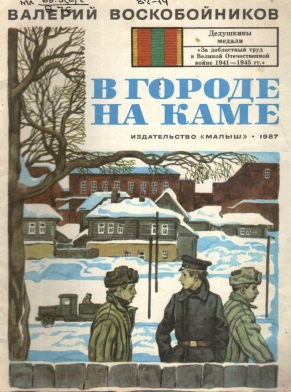 ВАЛЕРИЙ ВОСКОБОЙНИКОВ
Дедушкины
медали
«За доблестный труд
в Великой Отечественной
войне 1941—1945 гг.»
В ГОРОДЕ
НА КАМЕ
ИЗДАТЕЛЬСТВО «МАЛЫШ» • 1987